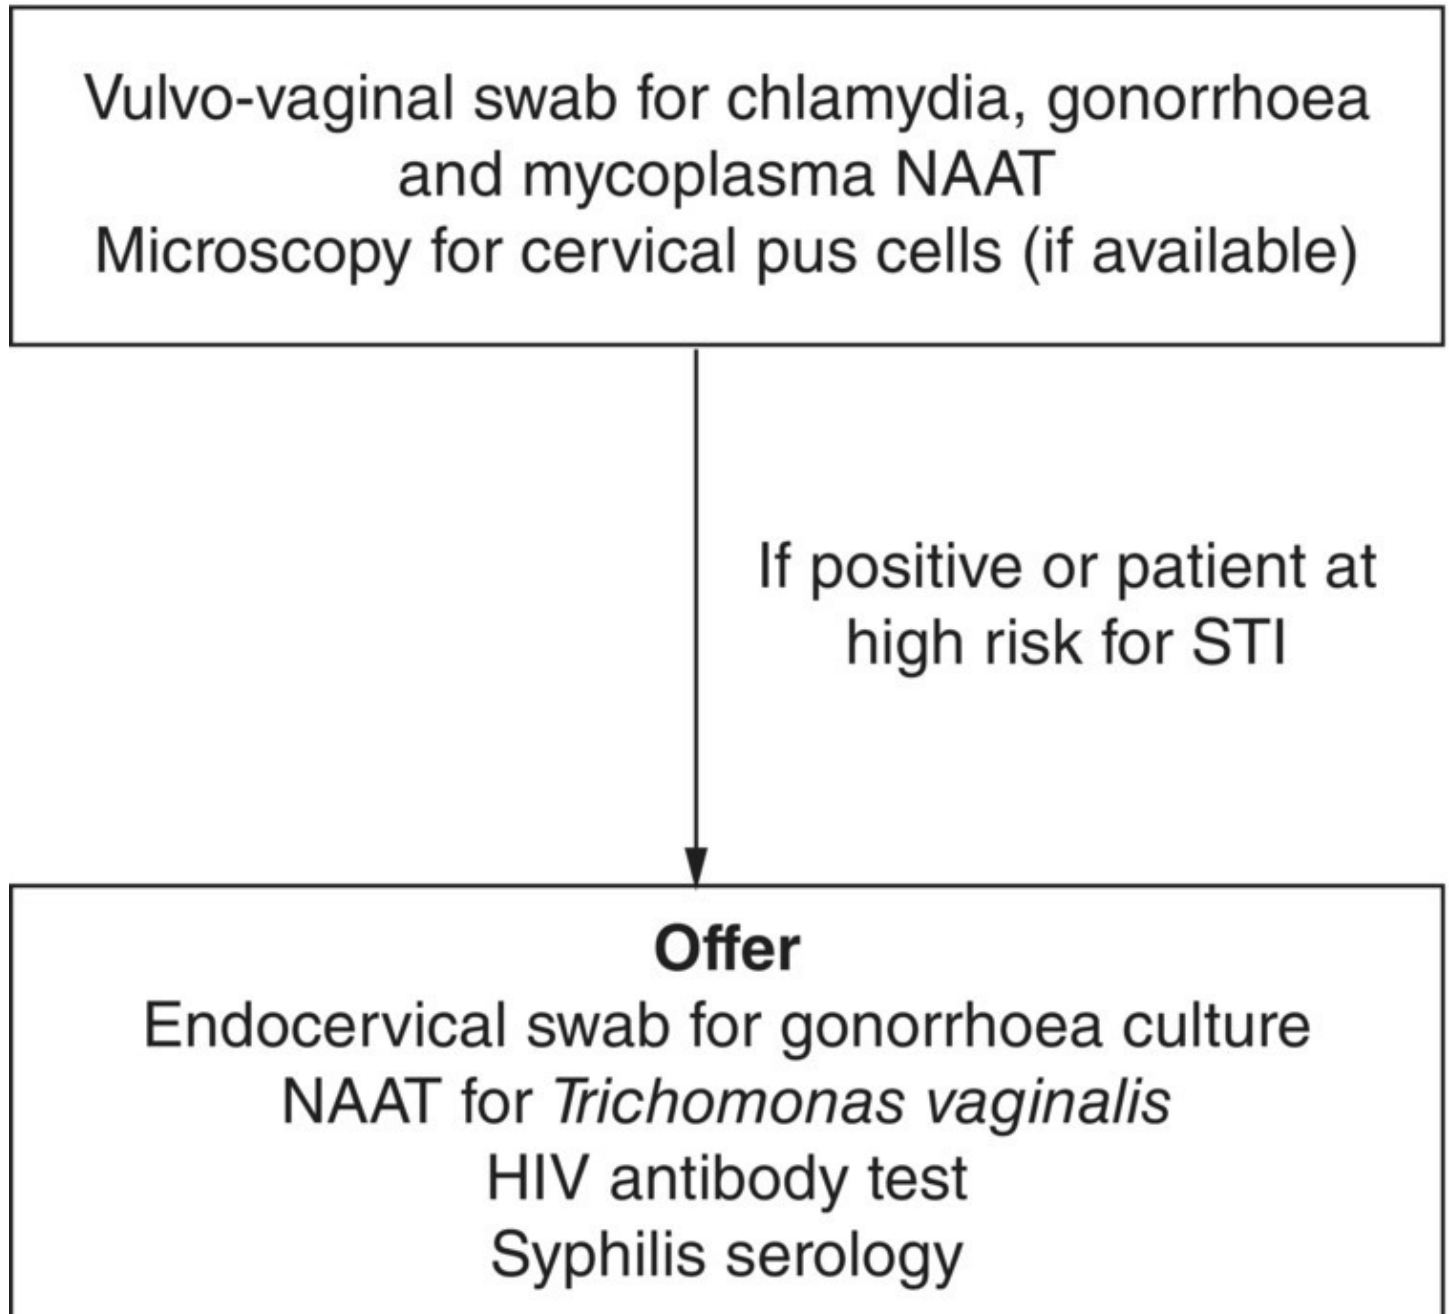 Vulvo-vaginal swab for chlamydia, gonorrhoea
and mycoplasma NAAT
Microscopy for cervical pus cells (if available)
If positive or patient at
high risk for STI
Offer
Endocervical swab for gonorrhoea culture
NAAT for Trichomonas vaginalis
HIV antibody test
Syphilis serology